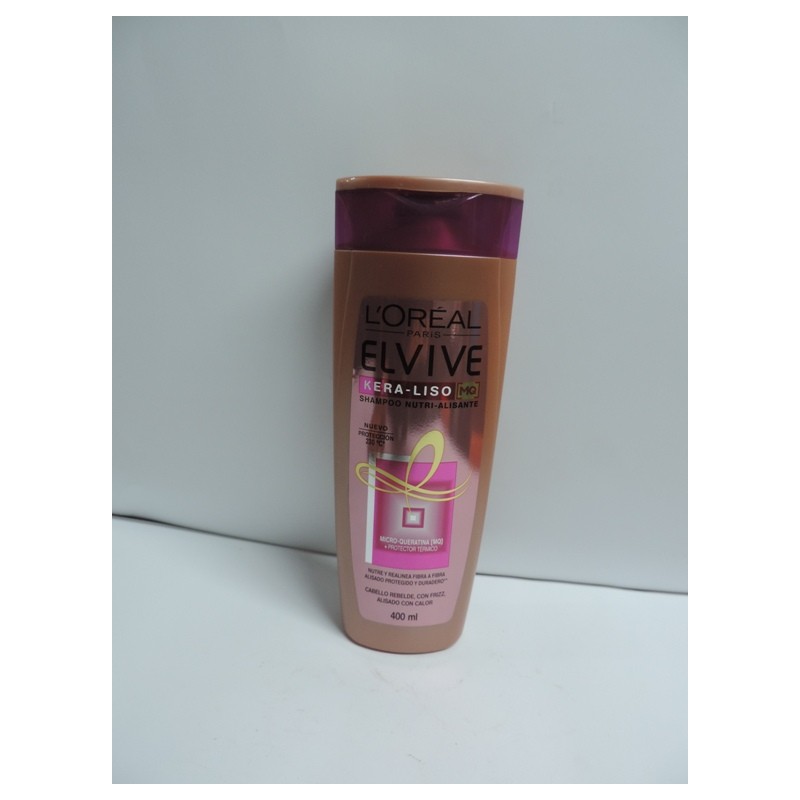 L'ORÉAL
PARIS
ELVIVE
KERA-LISO MQ
SHAMPOO NUTRI-ALISANTE
NUEVO
PROTECCIÓN
MICRO-QUERATINA [MQ]
+ PROTECTOR TÉRMICO
NUTRE Y REALINEA FIBRA A FIBRA
ALISADO PROTEGIDO Y DURADERO**
CABELLO REBELDE, CON FRIZZ,
ALISADO CON CALOR
400 ml